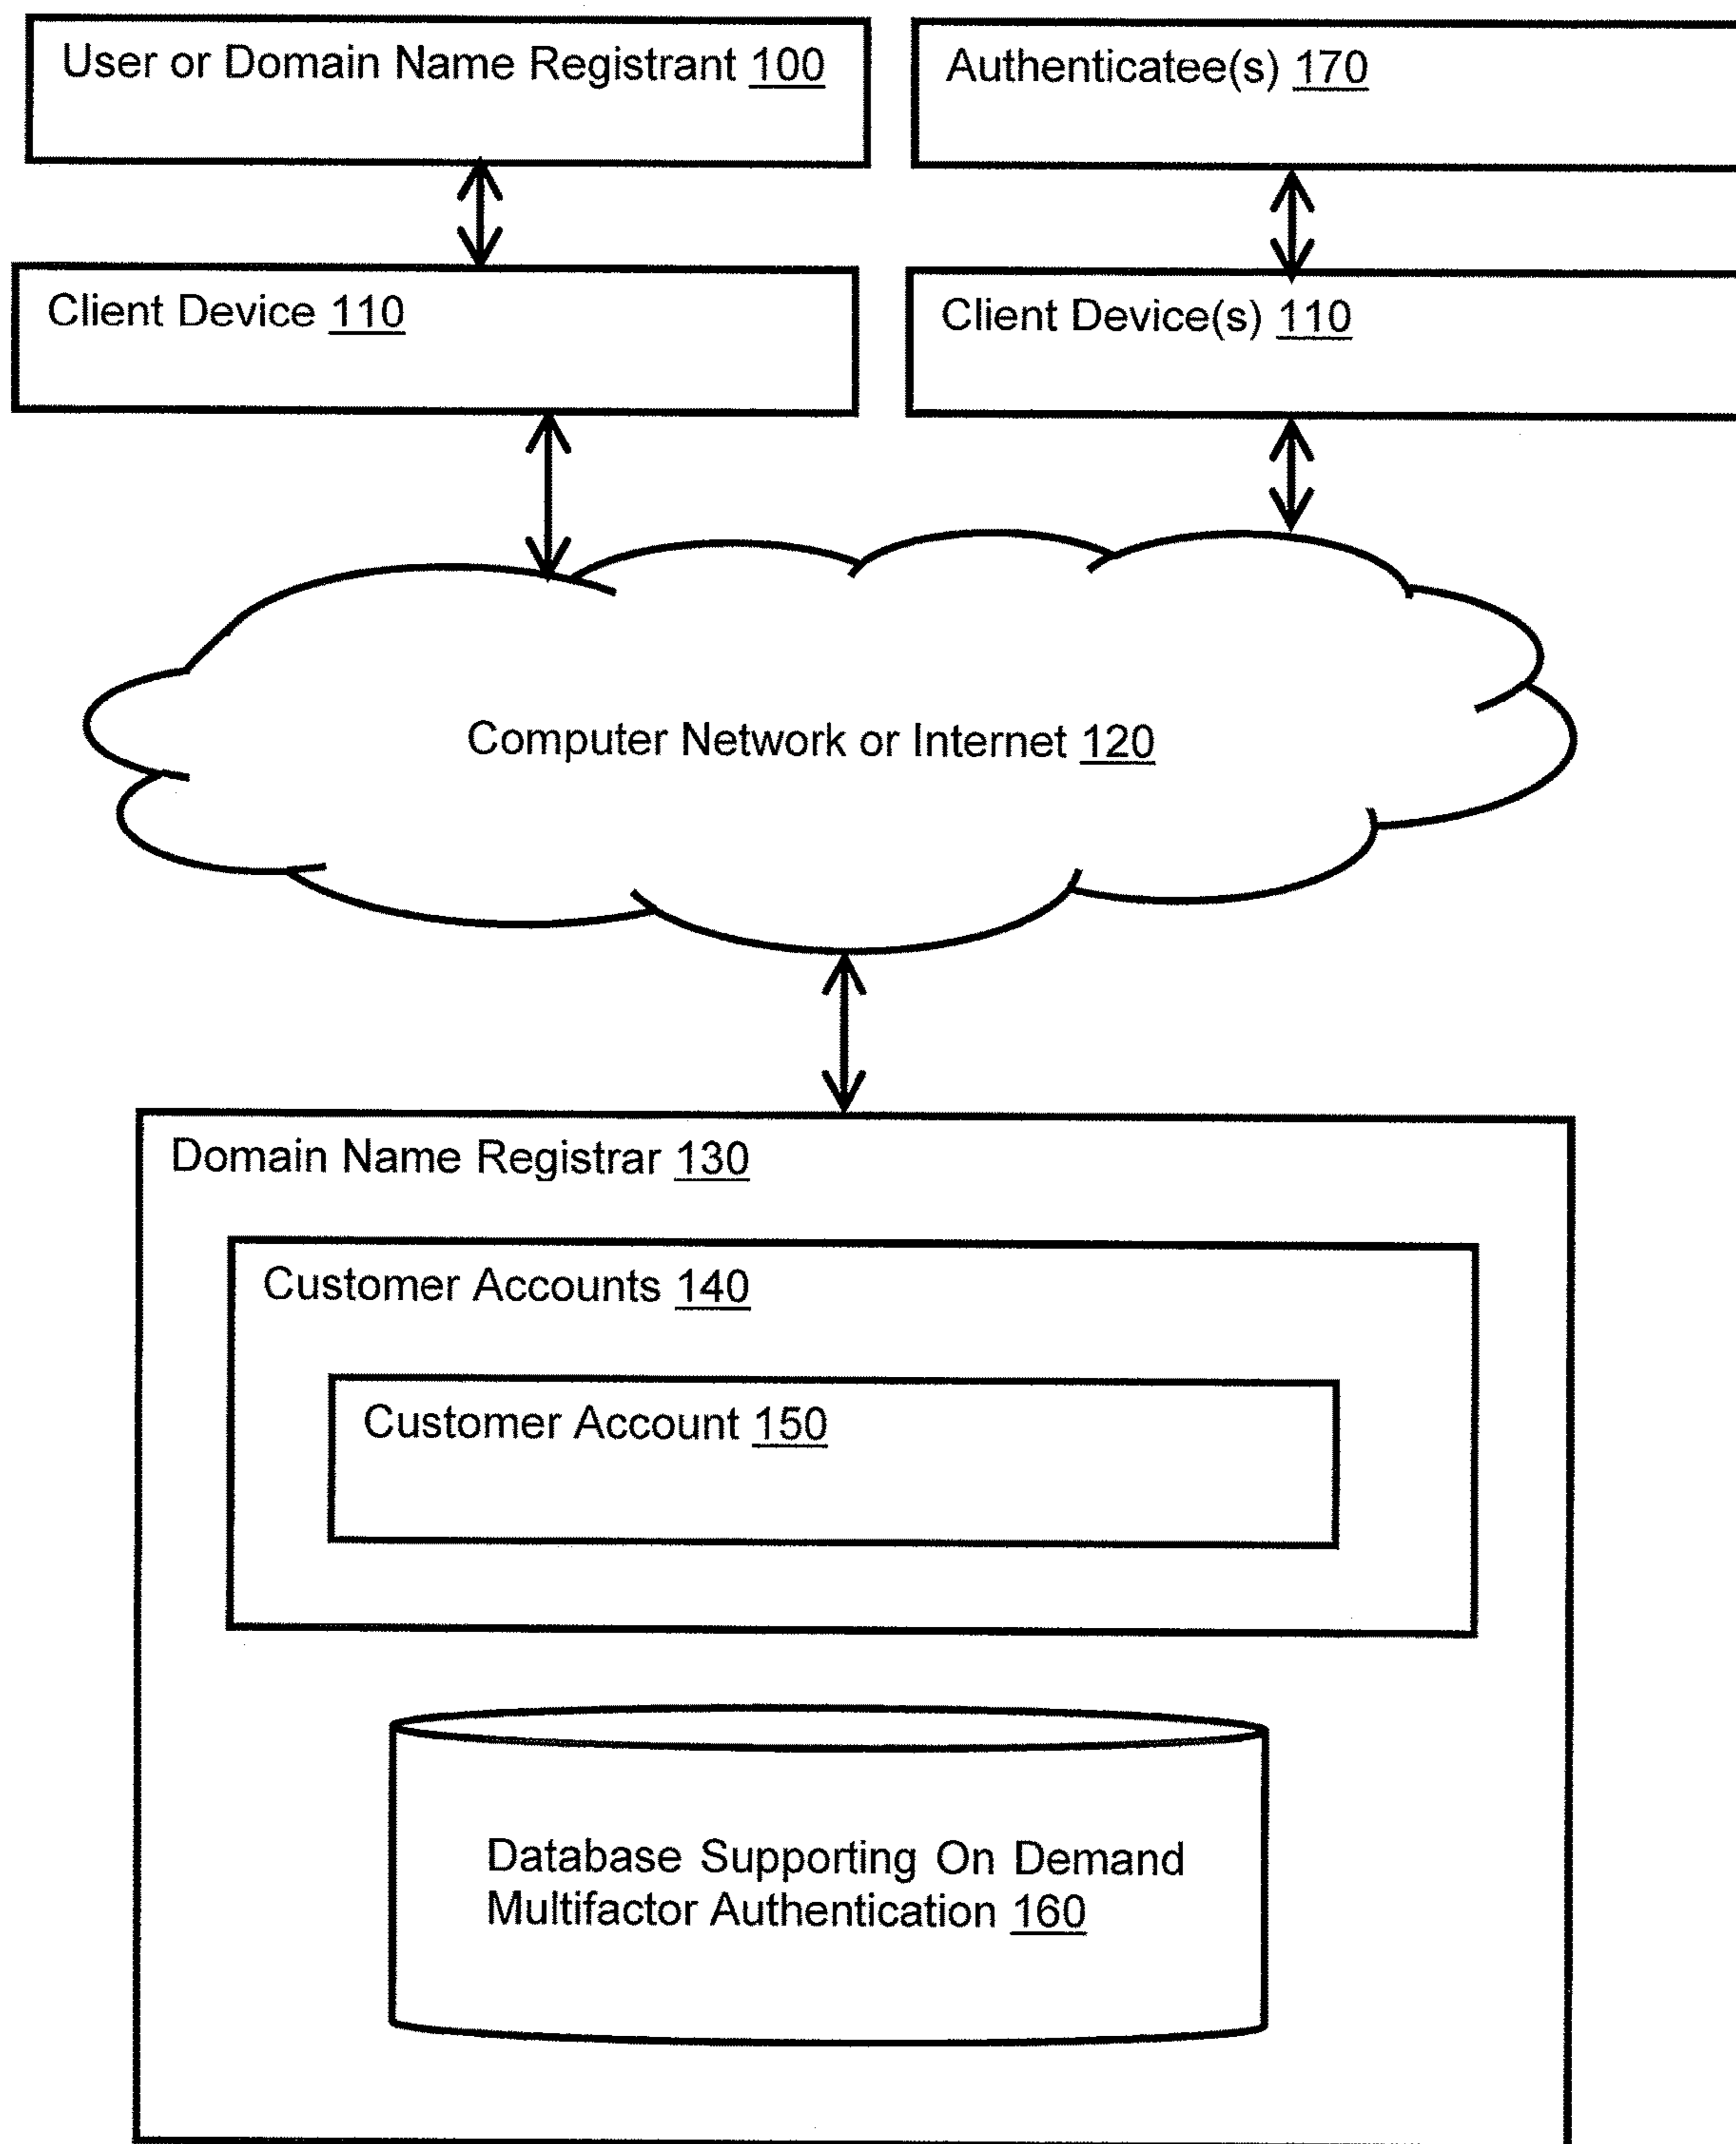 User or Domain Name Registrant 100
Authenticatee(s) 170
Client Device 110
Client Device(s) 110
Computer Network or Internet 120
Domain Name Registrar 130
Customer Accounts 140
Customer Account 150
Database Supporting On Demand
Multifactor Authentication 160